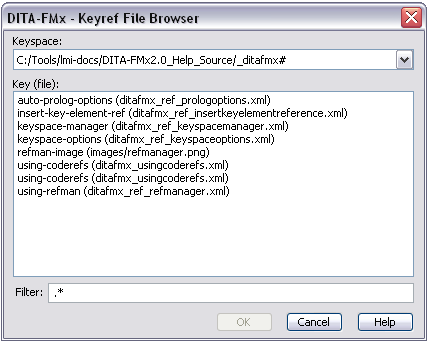 DITA-FMx - Keyref File Browser
Keyspace:
C:/Tools/lmi-docs/DITA-FMx2.0_Help_Source/_ditafmx#
Key (file):
auto-prolog-options (ditafmx_ref_prologoptions.xml)
insert-key-element-ref (ditafmx_ref_insertkeyelementreference.xml)
keyspace-manager (ditafmx_ref_keyspacemanager.xml)
keyspace-options (ditafmx_ref_keyspaceoptions.xml)
refman-image (images/refmanager.png)
using-coderefs (ditafmx_usingcoderefs.xml)
using-coderefs (ditafmx_usingcoderefs.xml)
using-refman (ditafmx_ref_refmanager.xml)
Filter: .*
OK Cancel Help